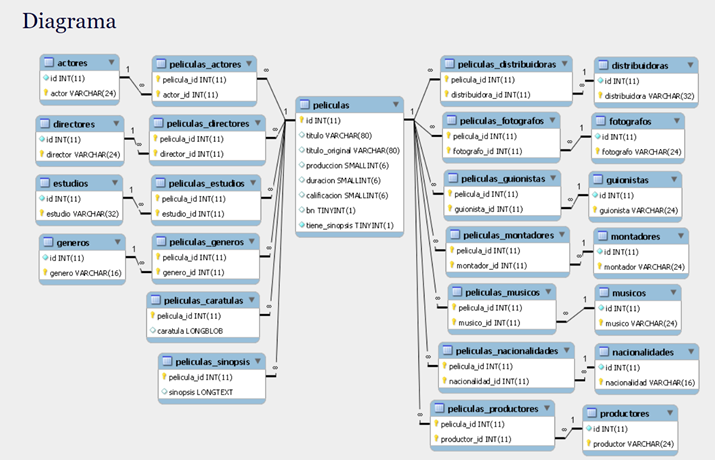 Diagrama
actores
id INT(11)
actor VARCHAR(24)
peliculas_actores
pelicula_id INT(11)
actor_id INT(11)
directores
id INT(11)
director VARCHAR(24)
peliculas_directores
pelicula_id INT(11)
director_id INT(11)
estudios
id INT(11)
estudio VARCHAR(32)
peliculas_estudios
pelicula_id INT(11)
estudio_id INT(11)
generos
id INT(11)
genero VARCHAR(16)
peliculas_generos
pelicula_id INT(11)
genero_id INT(11)
peliculas_caratulas
pelicula_id INT(11)
caratula LONGBLOB
peliculas_sinopsis
pelicula_id INT(11)
sinopsis LONGTEXT
peliculas
id INT(11)
titulo VARCHAR(80)
titulo_original VARCHAR(80)
produccion SMALLINT(6)
duracion SMALLINT(6)
calificacion SMALLINT(6)
bn TINYINT(1)
tiene_sinopsis TINYINT(1)
peliculas_distribuidoras
pelicula_id INT(11)
distribuidora_id INT(11)
distribuidoras
id INT(11)
distribuidora VARCHAR(32)
peliculas_fotografos
pelicula_id INT(11)
fotografo_id INT(11)
fotografos
id INT(11)
fotografo VARCHAR(24)
peliculas_guionistas
pelicula_id INT(11)
guionista_id INT(11)
guionistas
id INT(11)
guionista VARCHAR(24)
peliculas_montadores
pelicula_id INT(11)
montador_id INT(11)
montadores
id INT(11)
montador VARCHAR(24)
peliculas_musicos
pelicula_id INT(11)
musico_id INT(11)
musicos
id INT(11)
musico VARCHAR(24)
peliculas_nacionalidades
pelicula_id INT(11)
nacionalidad_id INT(11)
nacionalidades
id INT(11)
nacionalidad VARCHAR(16)
peliculas_productores
pelicula_id INT(11)
productor_id INT(11)
productores
id INT(11)
productor VARCHAR(24)